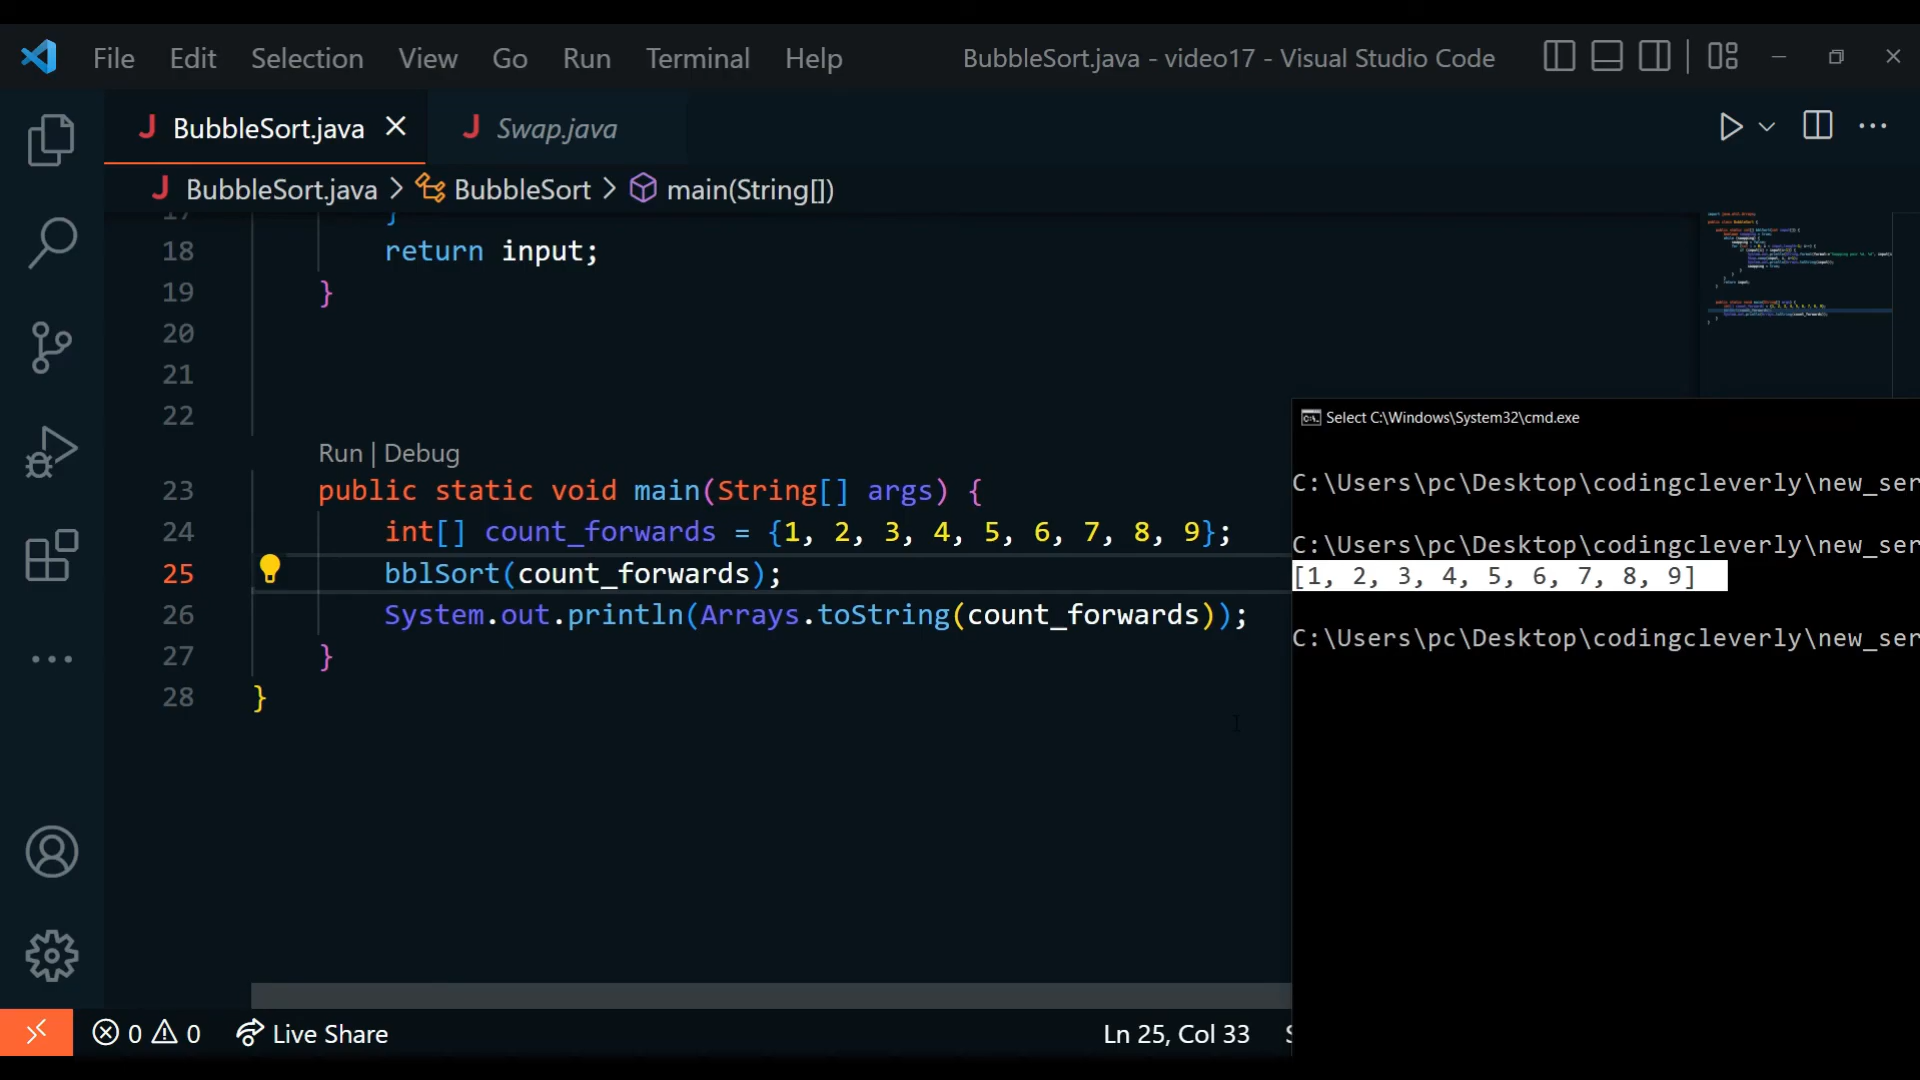 File Edit Selection View Go Run Terminal Help BubbleSort.java - video17 - Visual Studio Code
BubbleSort.java Swap.java
BubbleSort.java > BubbleSort > main(String[])
17 }
18 return input;
19 }
20
21
22
Run | Debug
23 public static void main(String[] args) {
24 int[] count_forwards = {1, 2, 3, 4, 5, 6, 7, 8, 9};
25 bblSort(count_forwards);
26 System.out.println(Arrays.toString(count_forwards));
27 }
28 }
Select C:\Windows\System32\cmd.exe
C:\Users\pc\Desktop\codingcleverly\new_ser
C:\Users\pc\Desktop\codingcleverly\new_ser
[1, 2, 3, 4, 5, 6, 7, 8, 9]
C:\Users\pc\Desktop\codingcleverly\new_ser
0 0 Live Share Ln 25, Col 33